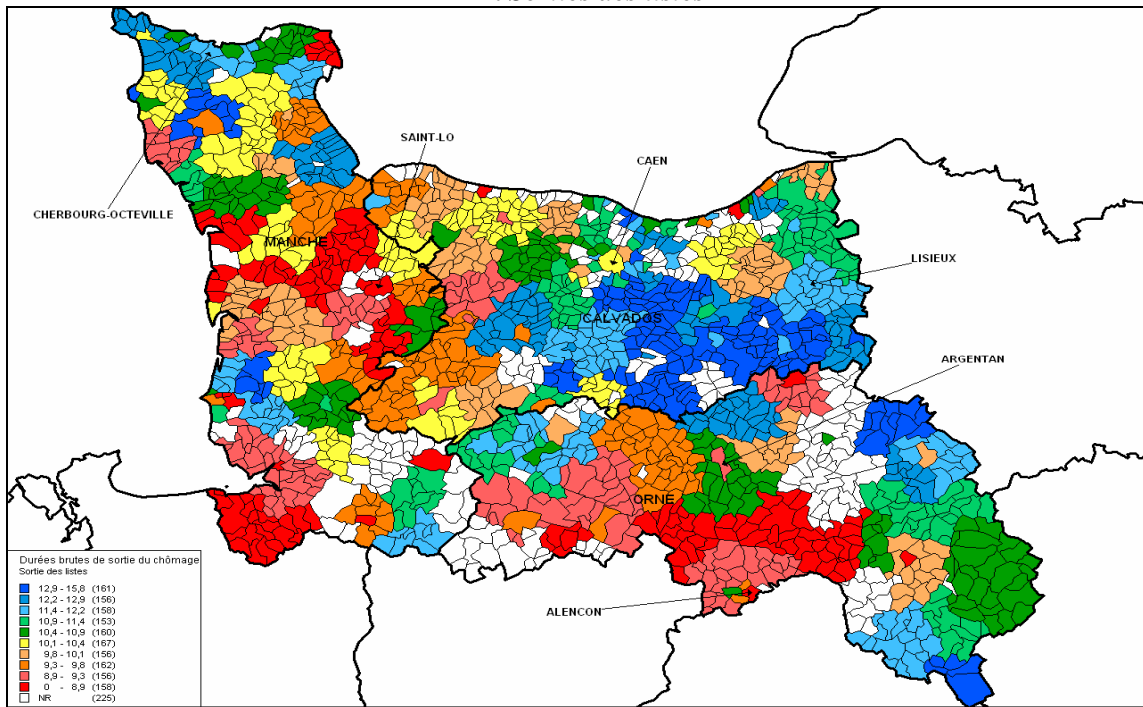 SAINT-LO
CAEN
CHERBOURG-OCTEVILLE
MANCHE
LISIEUX
CALVADOS
ARGENTAN
ORNE
ALENCON
Durées brutes de sortie du chômage
Sortie des listes
12,9 - 15,8 (161)
12,2 - 12,9 (156)
11,4 - 12,2 (158)
10,9 - 11,4 (153)
10,4 - 10,9 (160)
10,1 - 10,4 (167)
9,8 - 10,1 (156)
9,3 - 9,8 (162)
8,9 - 9,3 (156)
0 - 8,9 (158)
NR (225)